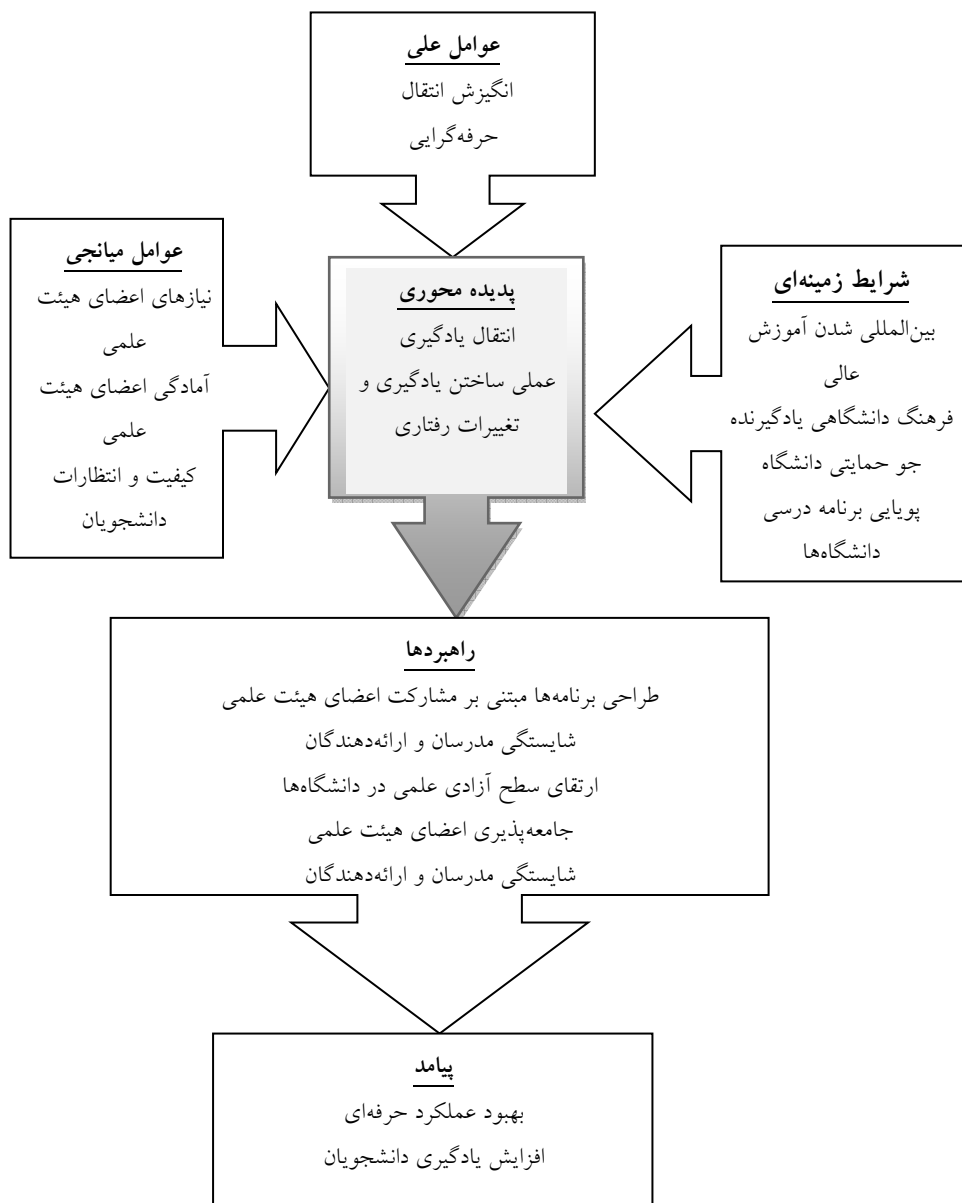 عوامل علی
انگیزش انتقال
حرفه‌گرایی
شرایط زمینه‌ای
بین‌المللی شدن آموزش
عالی
فرهنگ دانشگاهی یادگیرنده
جو حمایتی دانشگاه
پویایی برنامه درسی
دانشگاه‌ها
پدیده محوری
انتقال یادگیری
عملی ساختن یادگیری و
تغییرات رفتاری
عوامل میانجی
نیازهای اعضای هیئت
علمی
آمادگی اعضای هیئت
علمی
کیفیت و انتظارات
دانشجویان
راهبردها
طراحی برنامه‌ها مبتنی بر مشارکت اعضای هیئت علمی
شایستگی مدرسان و ارائه‌دهندگان
ارتقای سطح آزادی علمی در دانشگاه‌ها
جامعه‌پذیری اعضای هیئت علمی
شایستگی مدرسان و ارائه‌دهندگان
پیامد
بهبود عملکرد حرفه‌ای
افزایش یادگیری دانشجویان